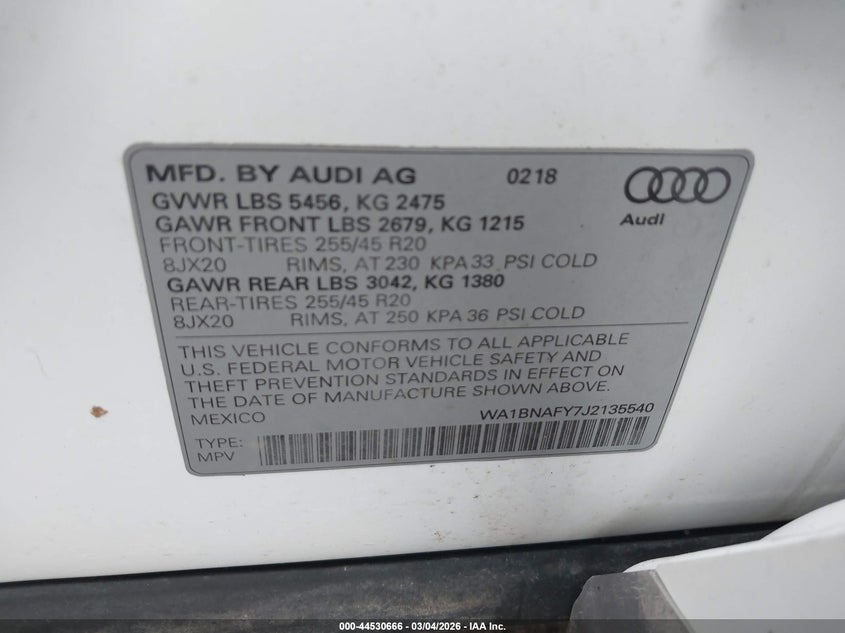 MFD. BY AUDI AG 0218
GVWR LBS 5456, KG 2475
GAWR FRONT LBS 2679, KG 1215
FRONT-TIRES 255/45 R20
8JX20 RIMS, AT 230 KPA 33 PSI COLD
GAWR REAR LBS 3042, KG 1380
REAR-TIRES 255/45 R20
8JX20 RIMS, AT 250 KPA 36 PSI COLD
Audi
THIS VEHICLE CONFORMS TO ALL APPLICABLE
U.S. FEDERAL MOTOR VEHICLE SAFETY AND
THEFT PREVENTION STANDARDS IN EFFECT ON
THE DATE OF MANUFACTURE SHOWN ABOVE.
MEXICO WA1BNAFY7J2135540
TYPE:
MPV
000-44530666 - 03/04/2026 - IAA Inc.